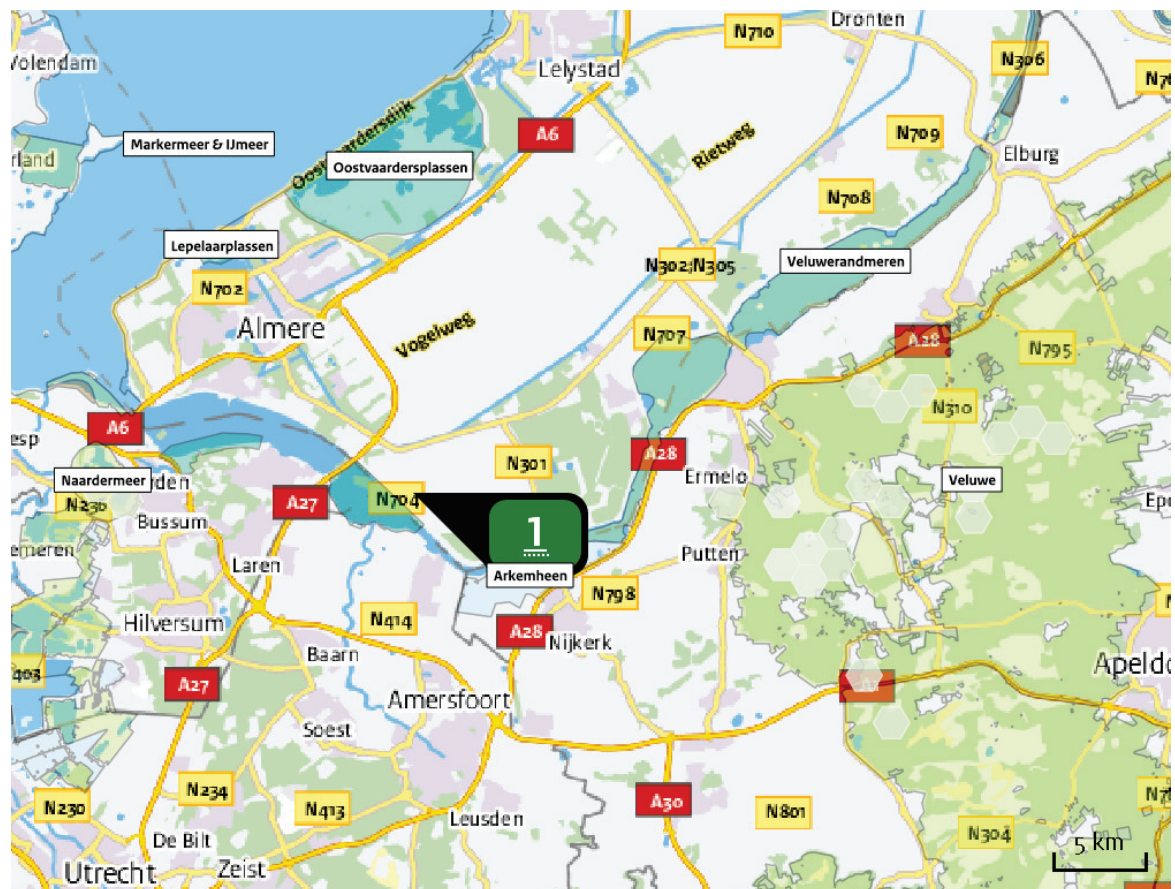 Dronten
N710
Volendam
N306
Lelystad
A6
N709
Markermeer & IJmeer
Oostvaardersdijk
Rietweg
Elburg
Oostvaardersplassen
N708
Lepelaarplassen
Veluwerandmeren
N302;N305
N702
Almere
Vogelweg
N707
A28
N795
N310
A6
A28
N301
Ermelo
Naardermeer
N704
A27
Veluwe
N236
Bussum
1
Putten
Laren
Arkemheen
N798
Hilversum
N414
A28
Nijkerk
Baarn
A27
Amersfoort
Soest
N234
N413
A30
N801
N230
Leusden
N304
De Bilt
5 km
Utrecht
Zeist